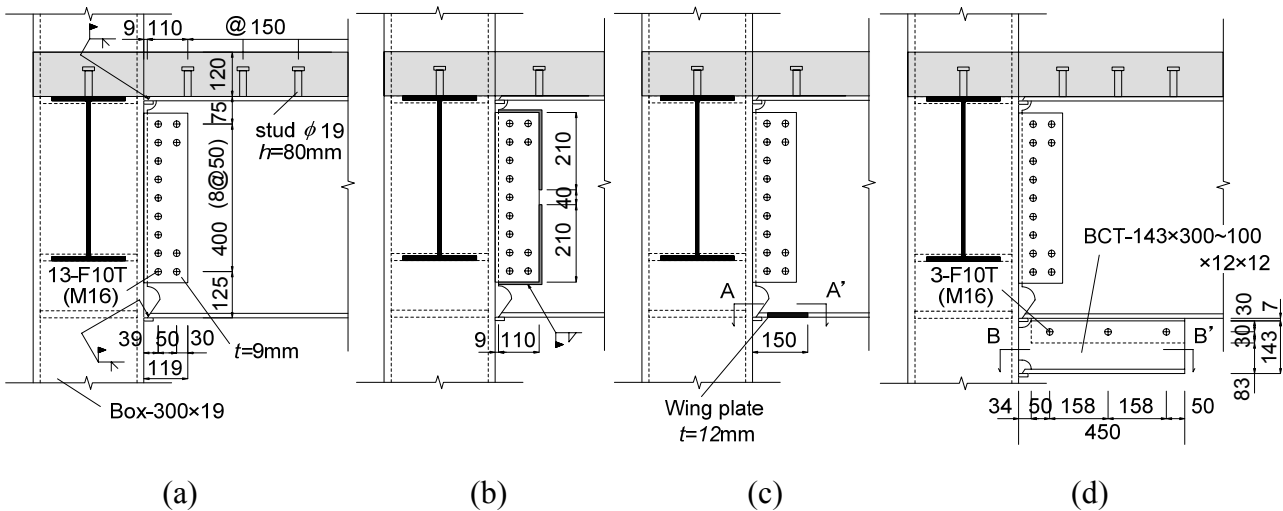 9 110 @ 150
120
75
stud φ 19
h=80mm
400 (8@50)
13-F10T
(M16)
125
39 50 30
t=9mm
119
Box-300×19
(a)
210
40
210
9 110
(b)
A A'
150
Wing plate
t=12mm
(c)
BCT-143×300~100
×12×12
3-F10T
(M16)
B B'
30 7
30
143
83
34 50 158 158 50
450
(d)